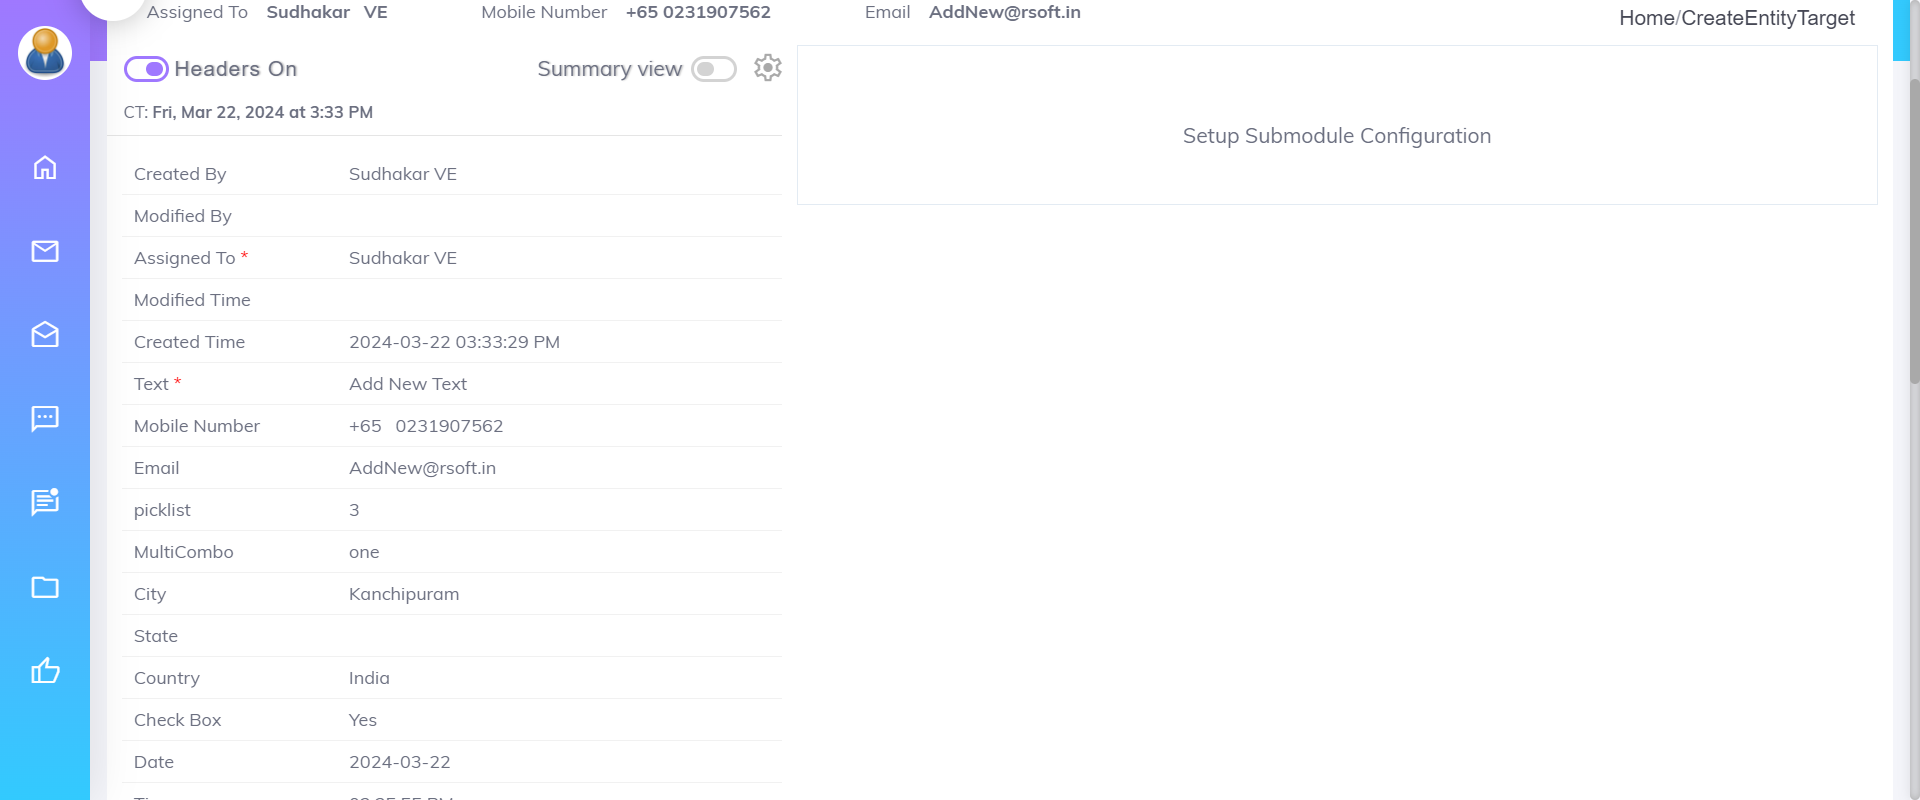 Assigned To Sudhakar VE Mobile Number +65 0231907562 Email AddNew@rsoft.in
Home/CreateEntityTarget
Headers On Summary view
CT: Fri, Mar 22, 2024 at 3:33 PM
Setup Submodule Configuration
Created By Sudhakar VE
Modified By
Assigned To * Sudhakar VE
Modified Time
Created Time 2024-03-22 03:33:29 PM
Text * Add New Text
Mobile Number +65 0231907562
Email AddNew@rsoft.in
picklist 3
MultiCombo one
City Kanchipuram
State
Country India
Check Box Yes
Date 2024-03-22